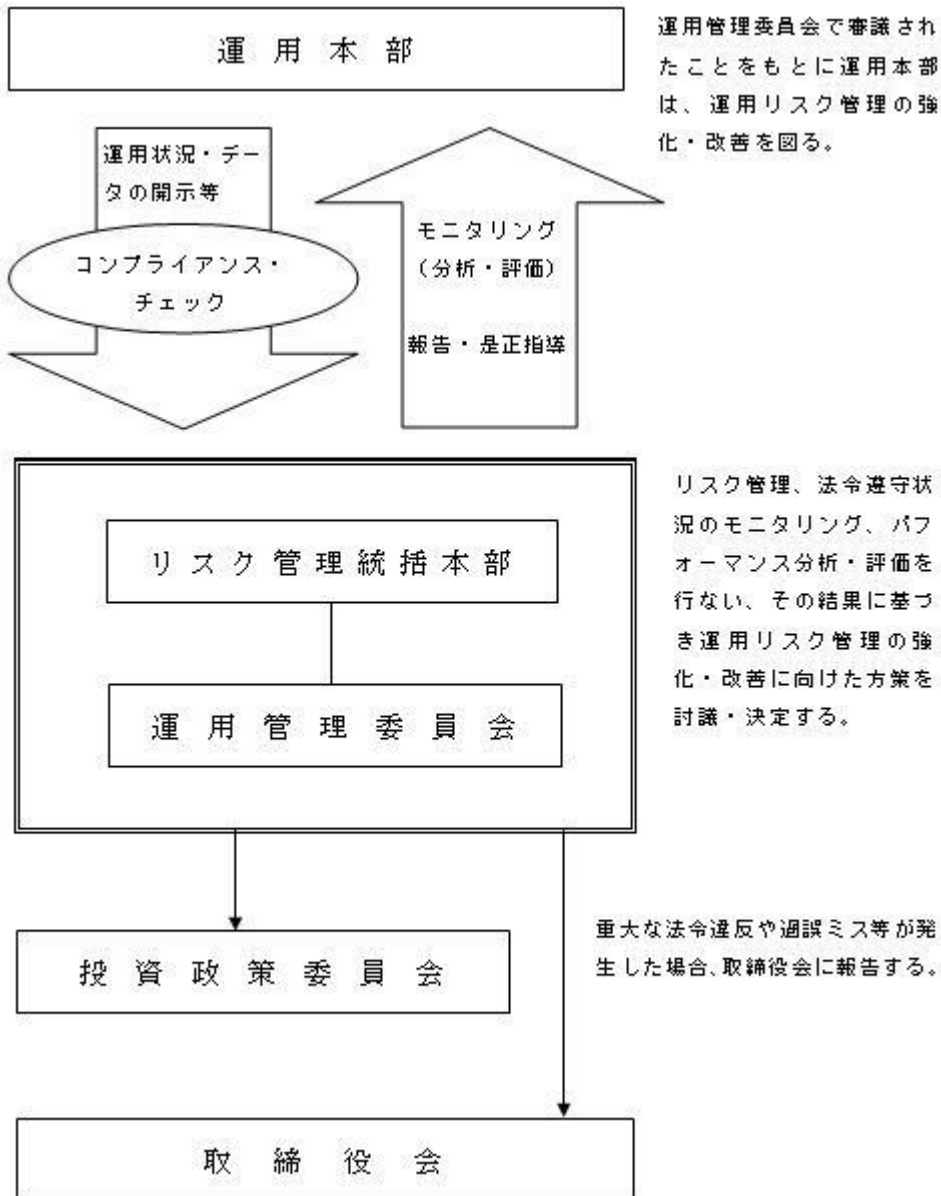 運用本部
運用管理委員会で審議され
たことをもとに運用本部
は、運用リスク管理の強
化・改善を図る。
運用状況・デー
タの開示等
コンプライアンス・
チェック
モニタリング
（分析・評価）
報告・是正指導
リスク管理統括本部
運用管理委員会
リスク管理、法令遵守状
況のモニタリング、パフ
ォーマンス分析・評価を
行ない、その結果に基づ
き運用リスク管理の強
化・改善に向けた方策を
討議・決定する。
投資政策委員会
重大な法令違反や過誤ミス等が発
生した場合、取締役会に報告する。
取締役会